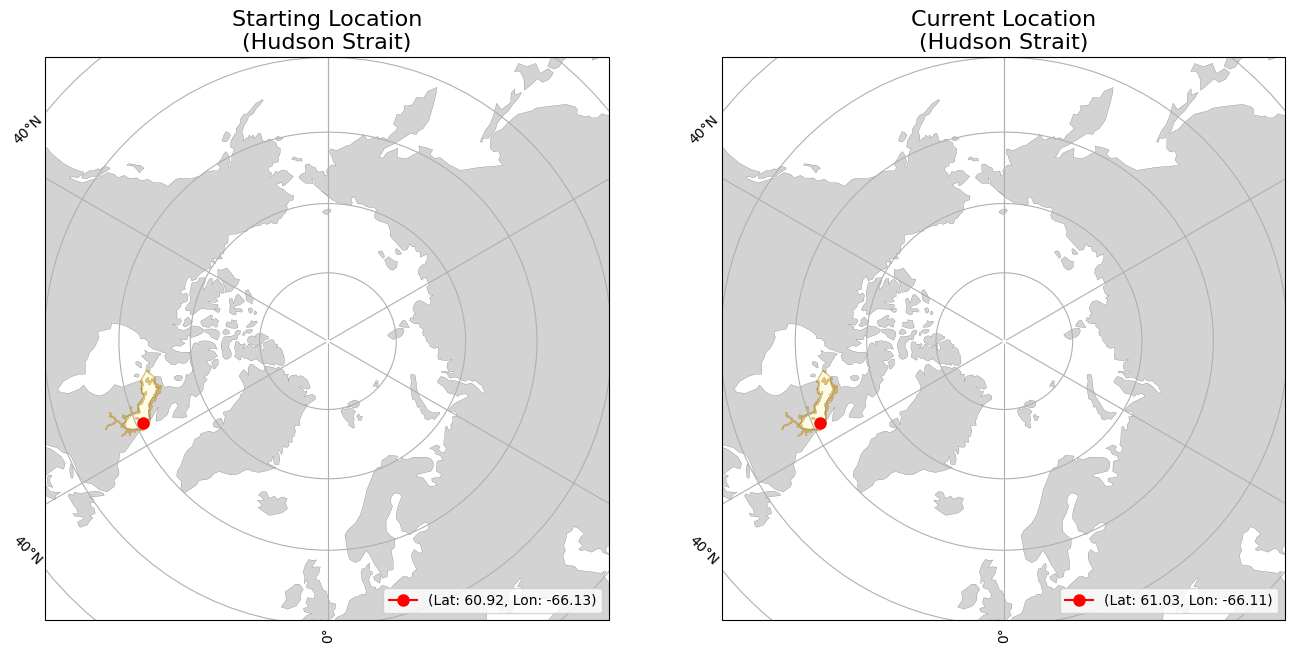 Starting Location
(Hudson Strait)
40°N
40°N
0°
(Lat: 60.92, Lon: -66.13)
Current Location
(Hudson Strait)
40°N
40°N
0°
(Lat: 61.03, Lon: -66.11)